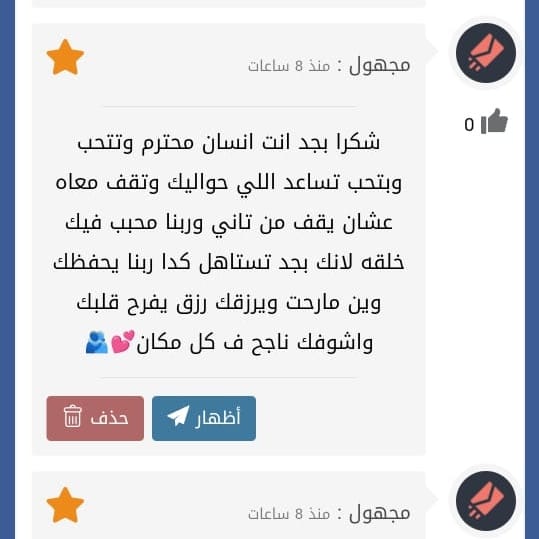 مجهول : منذ 8 ساعات
0
شكرا بجد انت انسان محترم وتتحب
وبتحب تساعد اللي حواليك وتقف معاه
عشان يقف من تاني وربنا محبب فيك
خلقه لانك بجد تستاهل كدا ربنا يحفظك
وين مارحت ويرزقك رزق يفرح قلبك
واشوفك ناجح ف كل مكان💕🫂
أظهار
حذف
مجهول : منذ 8 ساعات